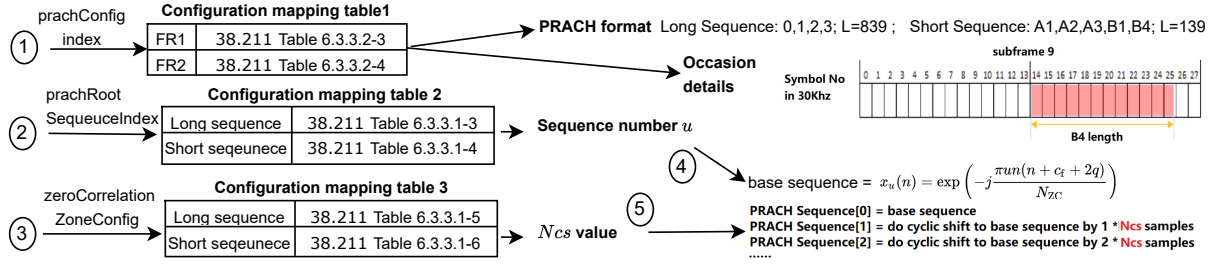 1
prachConfig
index
Configuration mapping table1
FR1 38.211 Table 6.3.3.2-3
FR2 38.211 Table 6.3.3.2-4
PRACH format Long Sequence: 0,1,2,3; L=839 ; Short Sequence: A1,A2,A3,B1,B4; L=139
Occasion
details
subframe 9
Symbol No
in 30Khz
0 1 2 3 4 5 6 7 8 9 10 11 12 13 14 15 16 17 18 19 20 21 22 23 24 25 26 27
B4 length
2
prachRoot
SequeuceIndex
Configuration mapping table 2
Long sequence 38.211 Table 6.3.3.1-3
Short seqeunece 38.211 Table 6.3.3.1-4
Sequence number u
4
base sequence = x_u(n) = exp(-j πun(n + c_f + 2q) / N_ZC)
3
zeroCorrelation
ZoneConfig
Configuration mapping table 3
Long sequence 38.211 Table 6.3.3.1-5
Short seqeunece 38.211 Table 6.3.3.1-6
Ncs value
5
PRACH Sequence[0] = base sequence
PRACH Sequence[1] = do cyclic shift to base sequence by 1 * Ncs samples
PRACH Sequence[2] = do cyclic shift to base sequence by 2 * Ncs samples
......